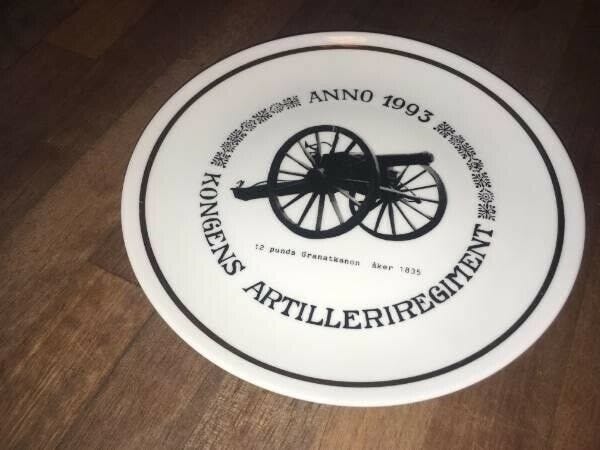 ANNO 1993
12 punds Granatkanon åker 1835
KONGENS ARTILLERIREGIMENT